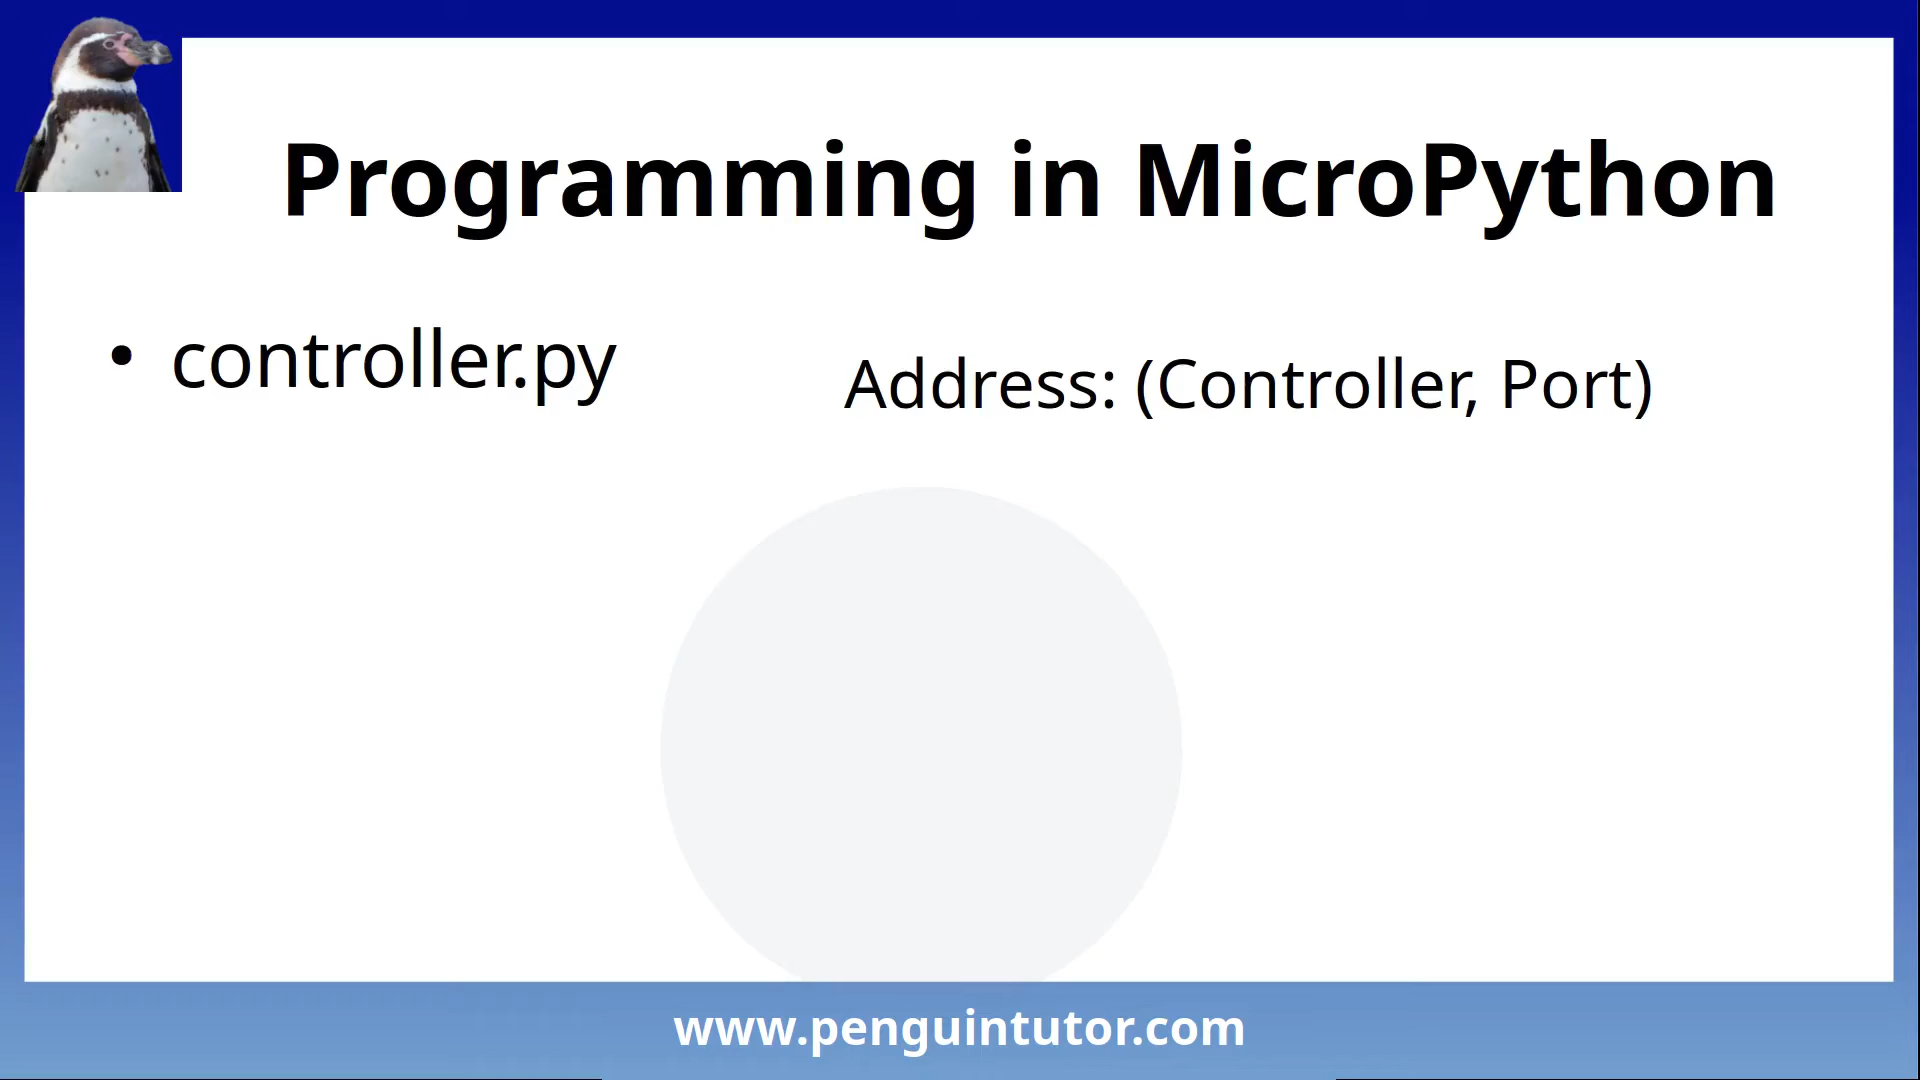 Programming in MicroPython
• controller.py
Address: (Controller, Port)
www.penguintutor.com